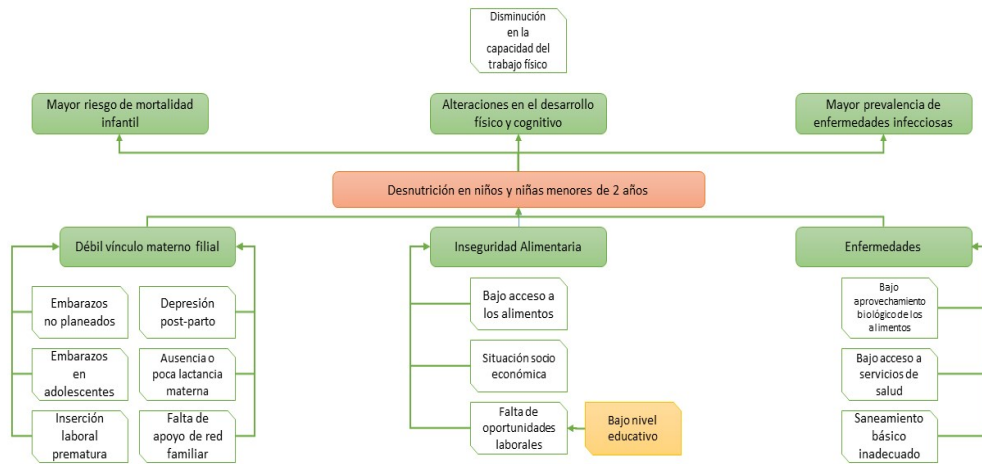 Disminución
en la
capacidad del
trabajo físico
Mayor riesgo de mortalidad
infantil
Alteraciones en el desarrollo
físico y cognitivo
Mayor prevalencia de
enfermedades infecciosas
Desnutrición en niños y niñas menores de 2 años
Débil vínculo materno filial
Inseguridad Alimentaria
Enfermedades
Embarazos
no planeados
Depresión
post-parto
Bajo acceso a
los alimentos
Bajo
aprovechamiento
biológico de los
alimentos
Embarazos
en
adolescentes
Ausencia o
poca lactancia
materna
Situación socio
económica
Bajo acceso a
servicios de
salud
Inserción
laboral
prematura
Falta de
apoyo de red
familiar
Falta de
oportunidades
laborales
Bajo nivel
educativo
Saneamiento
básico
inadecuado